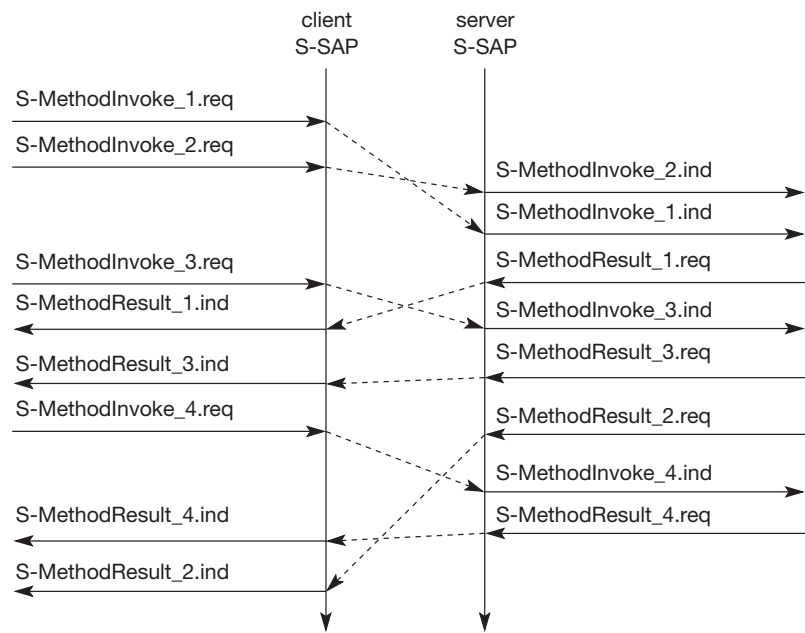 client
S-SAP
server
S-SAP
S-MethodInvoke_1.req
S-MethodInvoke_2.req
S-MethodInvoke_2.ind
S-MethodInvoke_1.ind
S-MethodInvoke_3.req
S-MethodResult_1.req
S-MethodResult_1.ind
S-MethodInvoke_3.ind
S-MethodResult_3.ind
S-MethodResult_3.req
S-MethodInvoke_4.req
S-MethodResult_2.req
S-MethodInvoke_4.ind
S-MethodResult_4.ind
S-MethodResult_4.req
S-MethodResult_2.ind